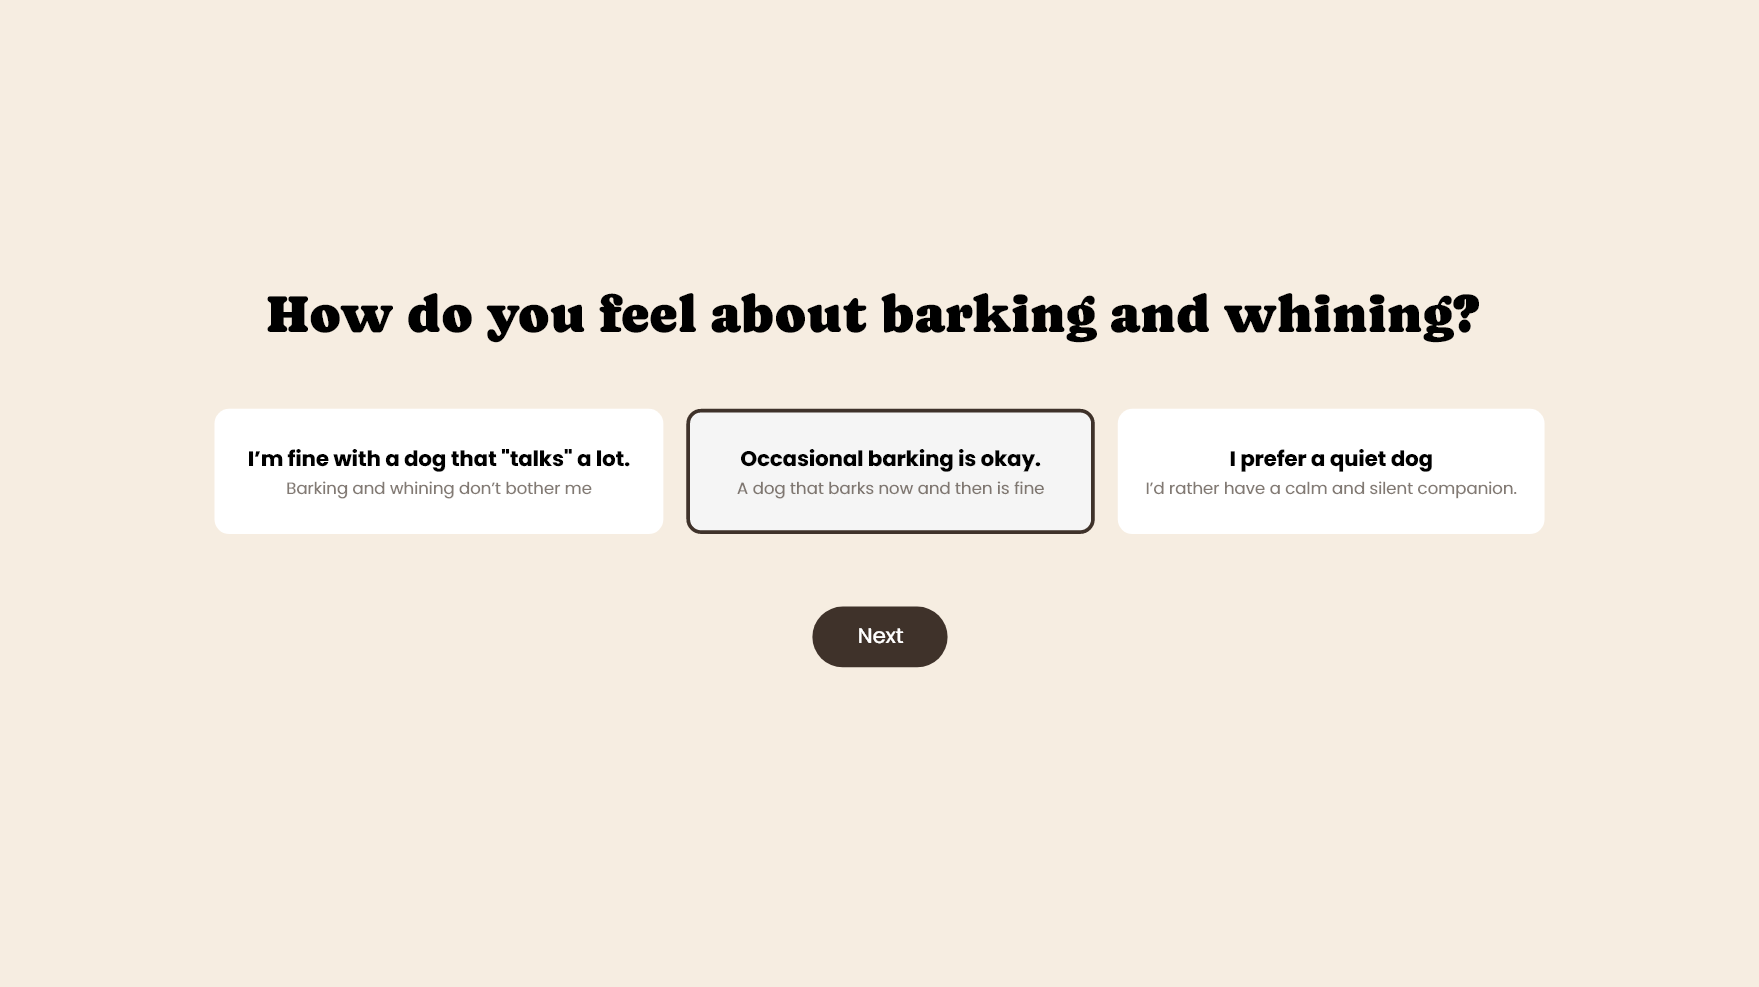 How do you feel about barking and whining?
I’m fine with a dog that "talks" a lot.
Barking and whining don’t bother me
Occasional barking is okay.
A dog that barks now and then is fine
I prefer a quiet dog
I’d rather have a calm and silent companion.
Next